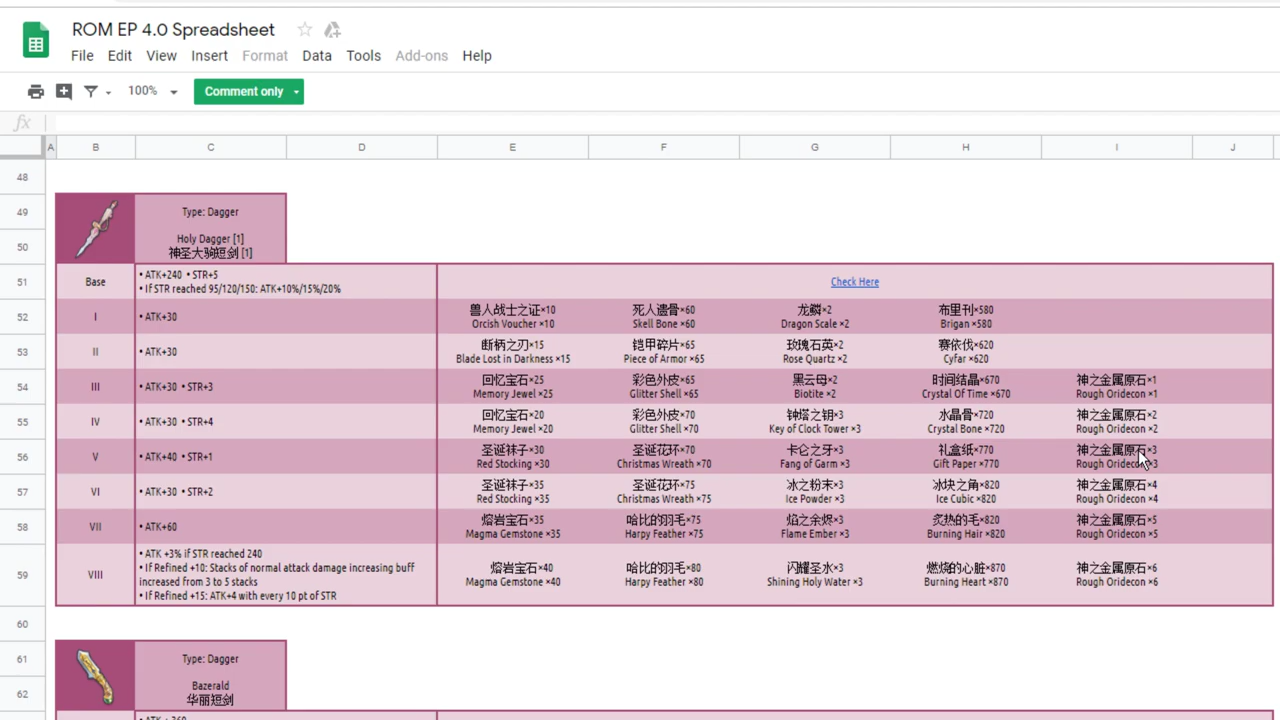 ROM EP 4.0 Spreadsheet
File Edit View Insert Format Data Tools Add-ons Help
100% Comment only
fx
A B C D E F G H I J
48
49
Type: Dagger
50
Holy Dagger [1]
神圣大驹短剑 [1]
51
Base
• ATK+240 • STR+5
• If STR reached 95/120/150: ATK+10%/15%/20%
Check Here
52
I
• ATK+30
兽人战士之证×10 死人遗骨×60 龙鳞×2 布里刊×580
Orcish Voucher ×10 Skell Bone ×60 Dragon Scale ×2 Brigan ×580
53
II
• ATK+30
断柄之刃×15 铠甲碎片×65 玫瑰石英×2 赛依伐×620
Blade Lost in Darkness ×15 Piece of Armor ×65 Rose Quartz ×2 Cyfar ×620
54
III
• ATK+30 • STR+3
回忆宝石×25 彩色外皮×65 黑云母×2 时间结晶×670 神之金属原石×1
Memory Jewel ×25 Glitter Shell ×65 Biotite ×2 Crystal Of Time ×670 Rough Oridecon ×1
55
IV
• ATK+30 • STR+4
回忆宝石×20 彩色外皮×70 钟塔之钥×3 水晶骨×720 神之金属原石×2
Memory Jewel ×20 Glitter Shell ×70 Key of Clock Tower ×3 Crystal Bone ×720 Rough Oridecon ×2
56
V
• ATK+40 • STR+1
圣诞袜子×30 圣诞花环×70 卡仑之牙×3 礼盒纸×770 神之金属原石×3
Red Stocking ×30 Christmas Wreath ×70 Fang of Garm ×3 Gift Paper ×770 Rough Oridecon ×3
57
VI
• ATK+30 • STR+2
圣诞袜子×35 圣诞花环×75 冰之粉末×3 冰块之角×820 神之金属原石×4
Red Stocking ×35 Christmas Wreath ×75 Ice Powder ×3 Ice Cubic ×820 Rough Oridecon ×4
58
VII
• ATK+60
熔岩宝石×35 哈比的羽毛×75 焰之余烬×3 炙热的毛×820 神之金属原石×5
Magma Gemstone ×35 Harpy Feather ×75 Flame Ember ×3 Burning Hair ×820 Rough Oridecon ×5
59
VIII
• ATK +3% if STR reached 240
• If Refined +10: Stacks of normal attack damage increasing buff
increased from 3 to 5 stacks
• If Refined +15: ATK+4 with every 10 pt of STR
熔岩宝石×40 哈比的羽毛×80 闪耀圣水×3 燃烧的心脏×870 神之金属原石×6
Magma Gemstone ×40 Harpy Feather ×80 Shining Holy Water ×3 Burning Heart ×870 Rough Oridecon ×6
60
61
Type: Dagger
62
Bazerald
华丽短剑
• ATK + 360